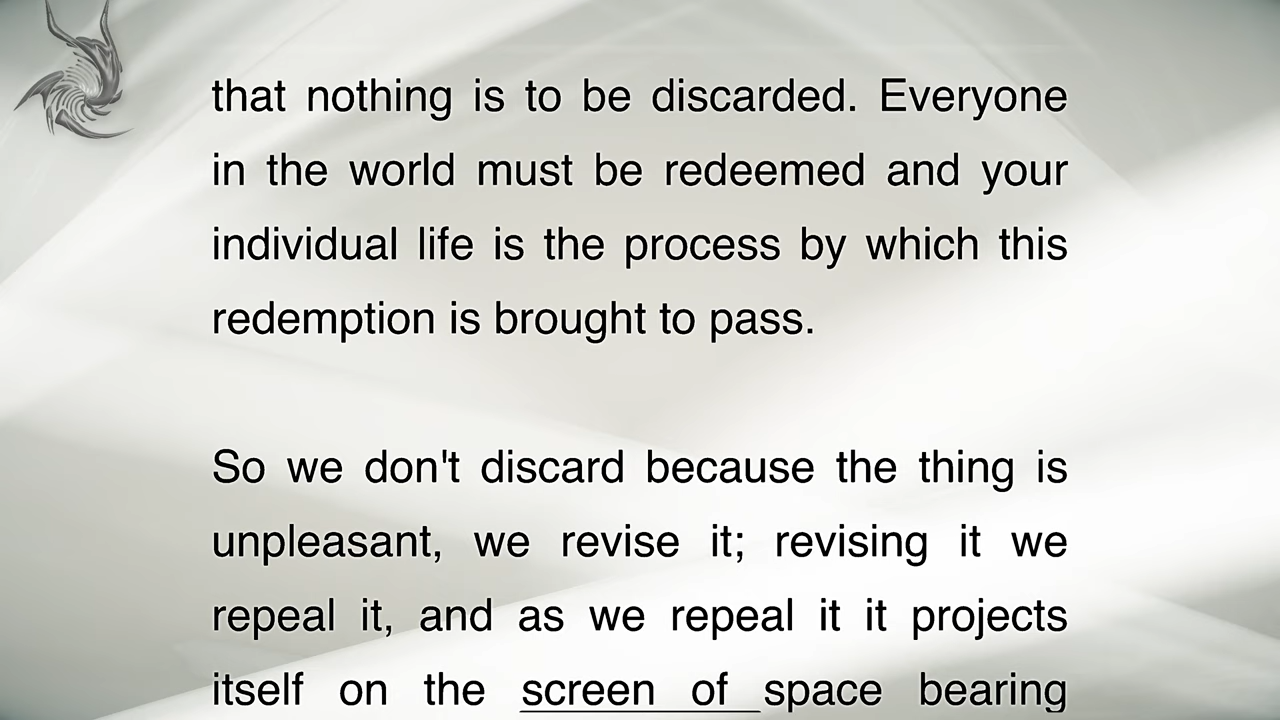 that nothing is to be discarded. Everyone
in the world must be redeemed and your
individual life is the process by which this
redemption is brought to pass.
So we don't discard because the thing is
unpleasant, we revise it; revising it we
repeal it, and as we repeal it it projects
itself on the screen of space bearing